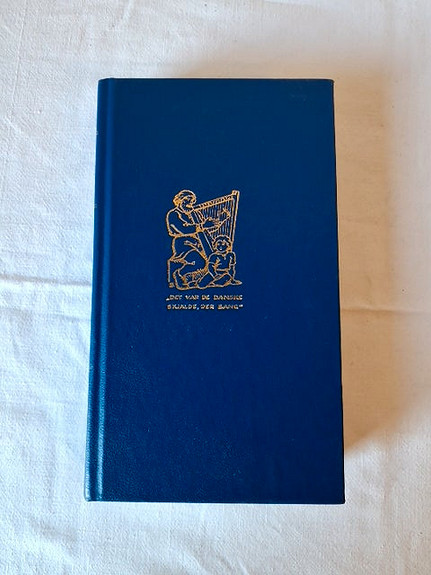 „DET VAR DE DANSKE
SKJALDE, DER SANG"